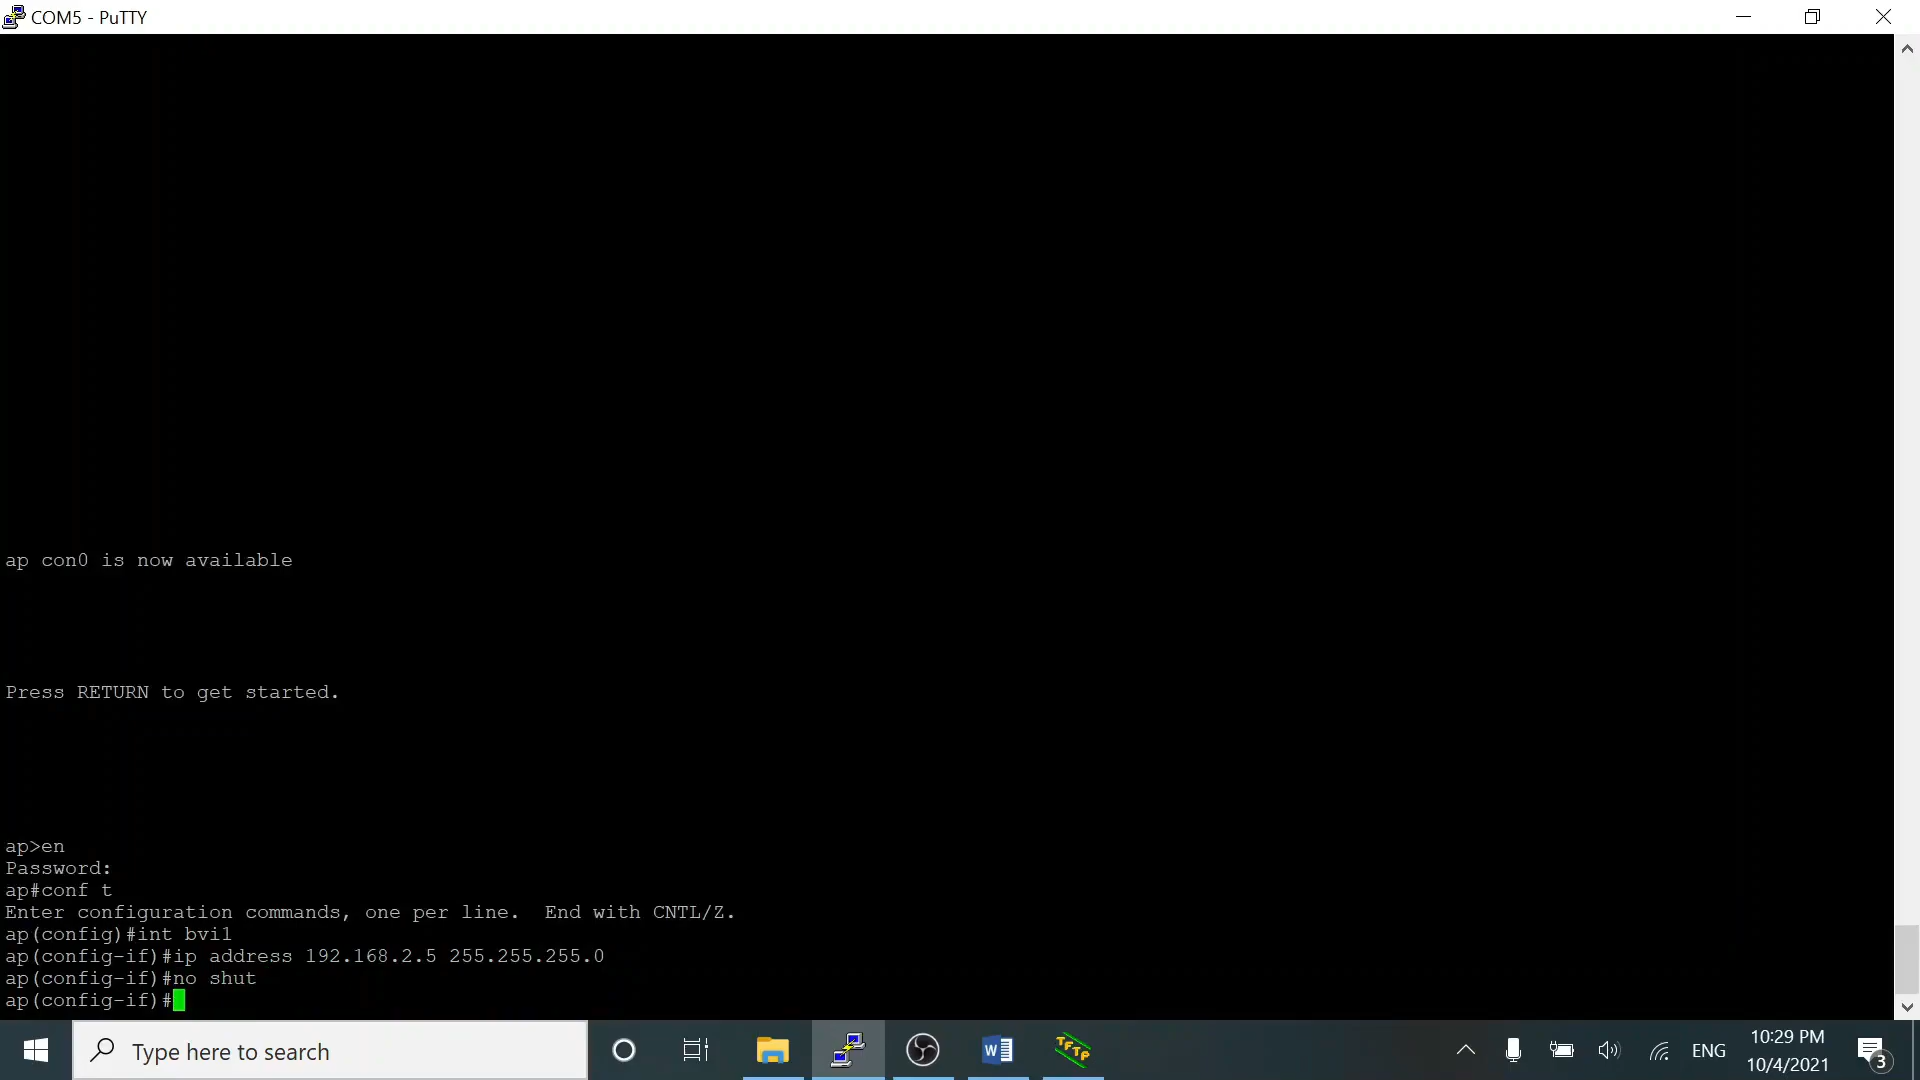 COM5 - PuTTY
ap con0 is now available
Press RETURN to get started.
ap>en
Password:
ap#conf t
Enter configuration commands, one per line.  End with CNTL/Z.
ap(config)#int bvi1
ap(config-if)#ip address 192.168.2.5 255.255.255.0
ap(config-if)#no shut
ap(config-if)#
Type here to search
W
TFTP
ENG
10:29 PM
10/4/2021
3